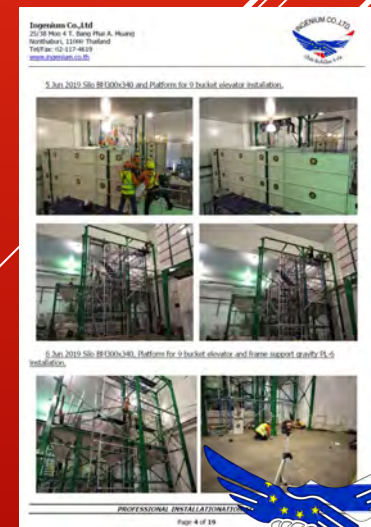 Ingenium Co.,Ltd
25/38 Moo 4 T. Bang Phai A. Muang
Nonthaburi, 11000 Thailand
Tel/Fax: 02-117-4619
www.ingenium.co.th
INGENIUM CO.,LTD
5 Jun 2019 Silo BH300x340 and Platform for 9 bucket elevator installation.
6 Jun 2019 Silo BH300x340, Platform for 9 bucket elevator and frame support gravity PL-6
installation.
PROFESSIONAL INSTALLATIONATION
Page 4 of 19